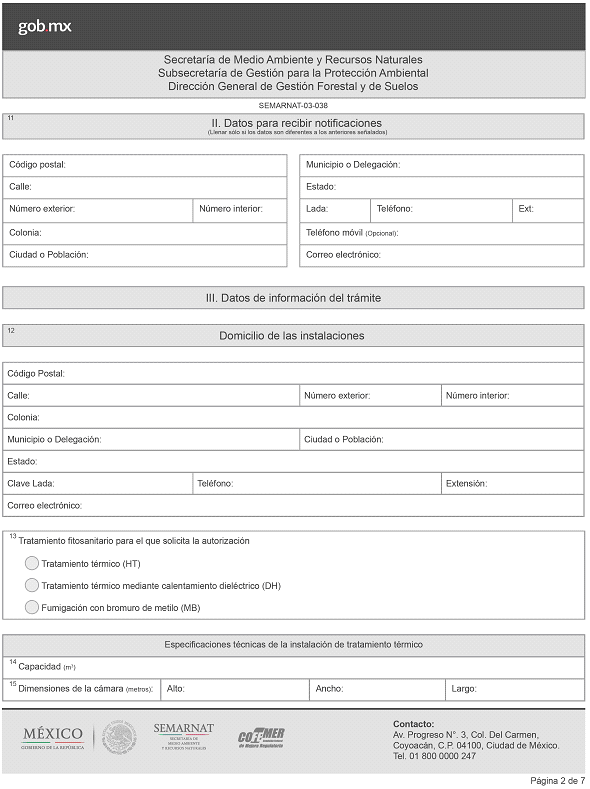 gob.mx
Secretaría de Medio Ambiente y Recursos Naturales
Subsecretaría de Gestión para la Protección Ambiental
Dirección General de Gestión Forestal y de Suelos
SEMARNAT-03-038
11
II. Datos para recibir notificaciones
(Llenar sólo si los datos son diferentes a los anteriores señalados)
Código postal:
Calle:
Número exterior: Número interior:
Colonia:
Ciudad o Población:
Municipio o Delegación:
Estado:
Lada: Teléfono: Ext:
Teléfono móvil (Opcional):
Correo electrónico:
III. Datos de información del trámite
12
Domicilio de las instalaciones
Código Postal:
Calle: Número exterior: Número interior:
Colonia:
Municipio o Delegación: Ciudad o Población:
Estado:
Clave Lada: Teléfono: Extensión:
Correo electrónico:
13 Tratamiento fitosanitario para el que solicita la autorización
Tratamiento térmico (HT)
Tratamiento térmico mediante calentamiento dieléctrico (DH)
Fumigación con bromuro de metilo (MB)
Especificaciones técnicas de la instalación de tratamiento térmico
14 Capacidad (m³)
15 Dimensiones de la cámara (metros): Alto: Ancho: Largo:
MÉXICO
GOBIERNO DE LA REPÚBLICA
SEMARNAT
SECRETARÍA DE
MEDIO AMBIENTE
Y RECURSOS NATURALES
COFEMER
de Mejora Regulatoria
Contacto:
Av. Progreso N°. 3, Col. Del Carmen,
Coyoacán, C.P. 04100, Ciudad de México.
Tel. 01 800 0000 247
Página 2 de 7